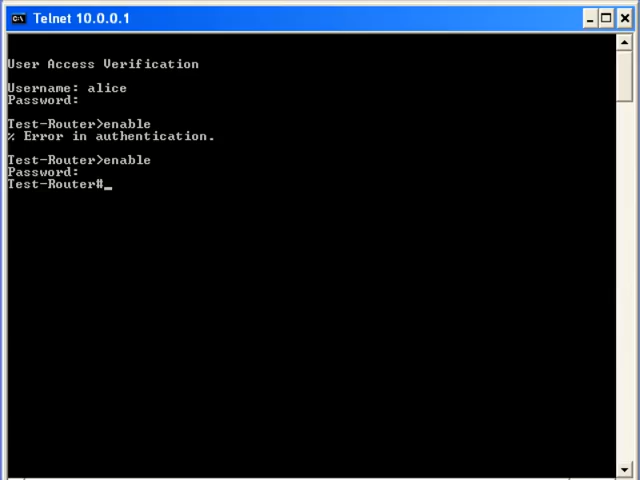 Telnet 10.0.0.1
User Access Verification
Username: alice
Password:
Test-Router>enable
% Error in authentication.
Test-Router>enable
Password:
Test-Router#_